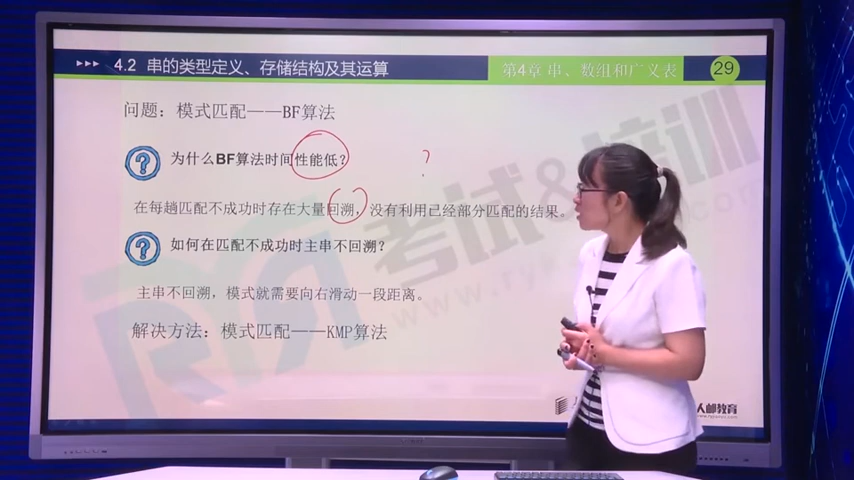 4.2 串的类型定义、存储结构及其运算
第4章 串、数组和广义表
29
问题：模式匹配——BF算法
为什么BF算法时间性能低？
?
在每趟匹配不成功时存在大量回溯，没有利用已经部分匹配的结果。
如何在匹配不成功时主串不回溯？
主串不回溯，模式就需要向右滑动一段距离。
解决方法：模式匹配——KMP算法
考试&培训
人邮教育